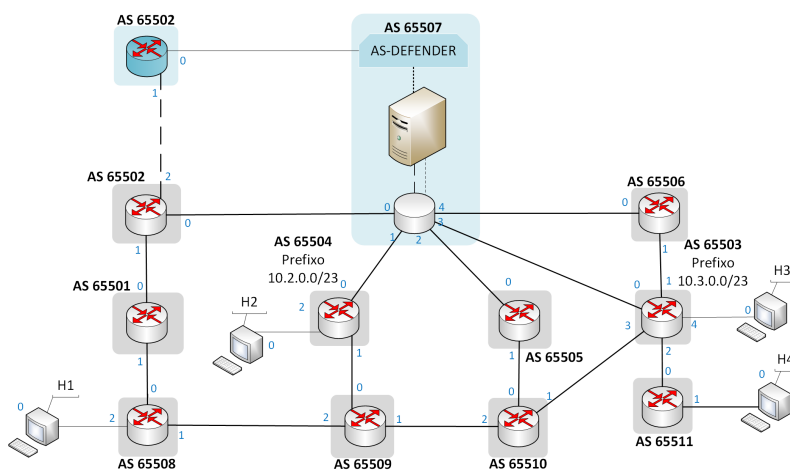 AS 65502
AS 65507
AS-DEFENDER
0
1
2
AS 65502
0
1
0
4
3
1
2
AS 65506
0
1
AS 65504
Prefixo
10.2.0.0/23
AS 65503
Prefixo
10.3.0.0/23
H3
AS 65501
0
1
H2
0
2
0
1
0
1
AS 65505
0
1
3
4
2
0
H4
0
H1
0
2
0
1
AS 65508
0
2
1
AS 65509
0
2
1
AS 65510
0
1
AS 65511